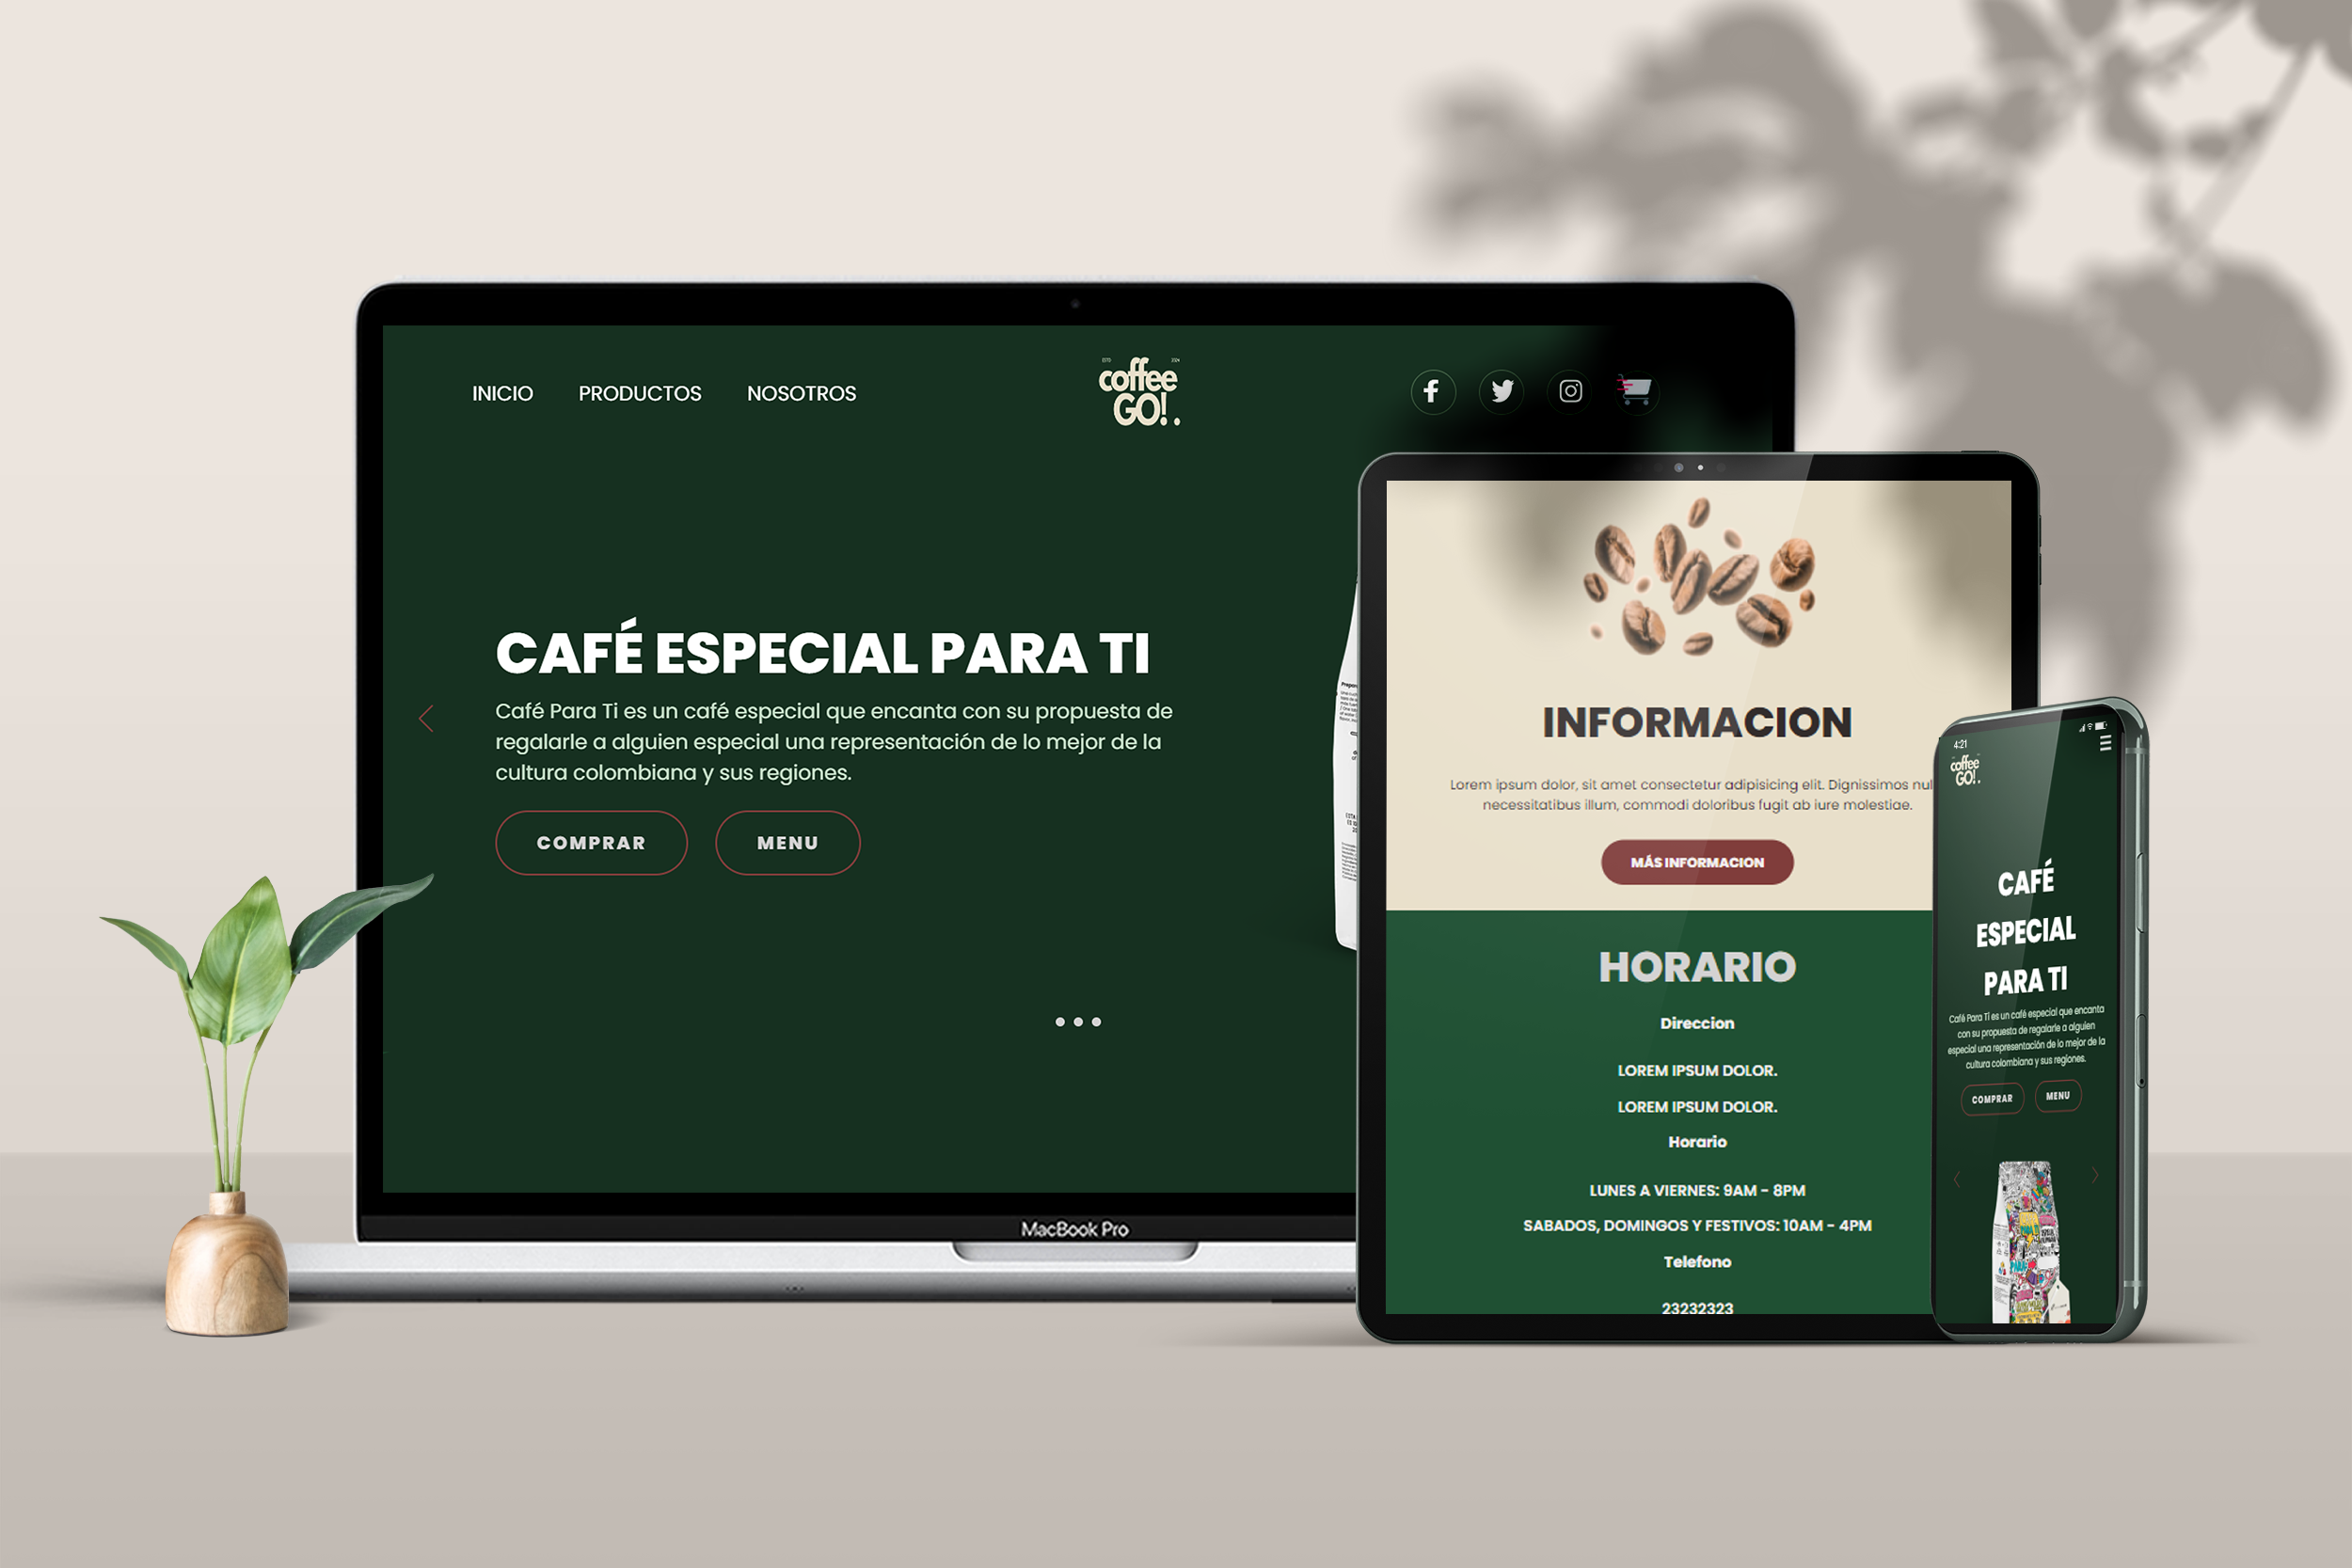 INICIO PRODUCTOS NOSOTROS
coffee
GO!.
CAFÉ ESPECIAL PARA TI
Café Para Ti es un café especial que encanta con su propuesta de
regalarle a alguien especial una representación de lo mejor de la
cultura colombiana y sus regiones.
COMPRAR MENU
MacBook Pro
INFORMACION
Lorem ipsum dolor, sit amet consectetur adipisicing elit. Dignissimos
necessitatibus illum, commodi doloribus fugit ab iure molestiae.
MÁS INFORMACION
HORARIO
Direccion
LOREM IPSUM DOLOR.
LOREM IPSUM DOLOR.
Horario
LUNES A VIERNES: 9AM - 8PM
SABADOS, DOMINGOS Y FESTIVOS: 10AM - 4PM
Telefono
23232323
4:21
coffee
GO!.
CAFÉ
ESPECIAL
PARA TI
Café Para Ti es un café especial que encanta
con su propuesta de regalarle a alguien
especial una representación de lo mejor de la
cultura colombiana y sus regiones.
COMPRAR MENU